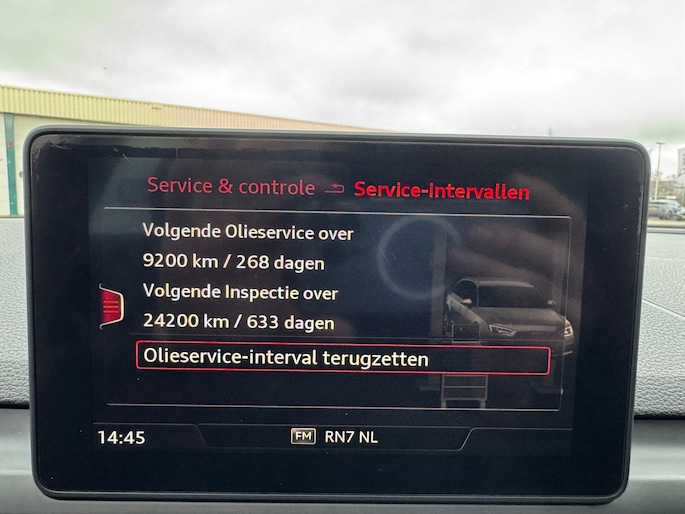 Service & controle Service-intervallen
Volgende Olieservice over
9200 km / 268 dagen
Volgende Inspectie over
24200 km / 633 dagen
Olieservice-interval terugzetten
14:45 FM RN7 NL